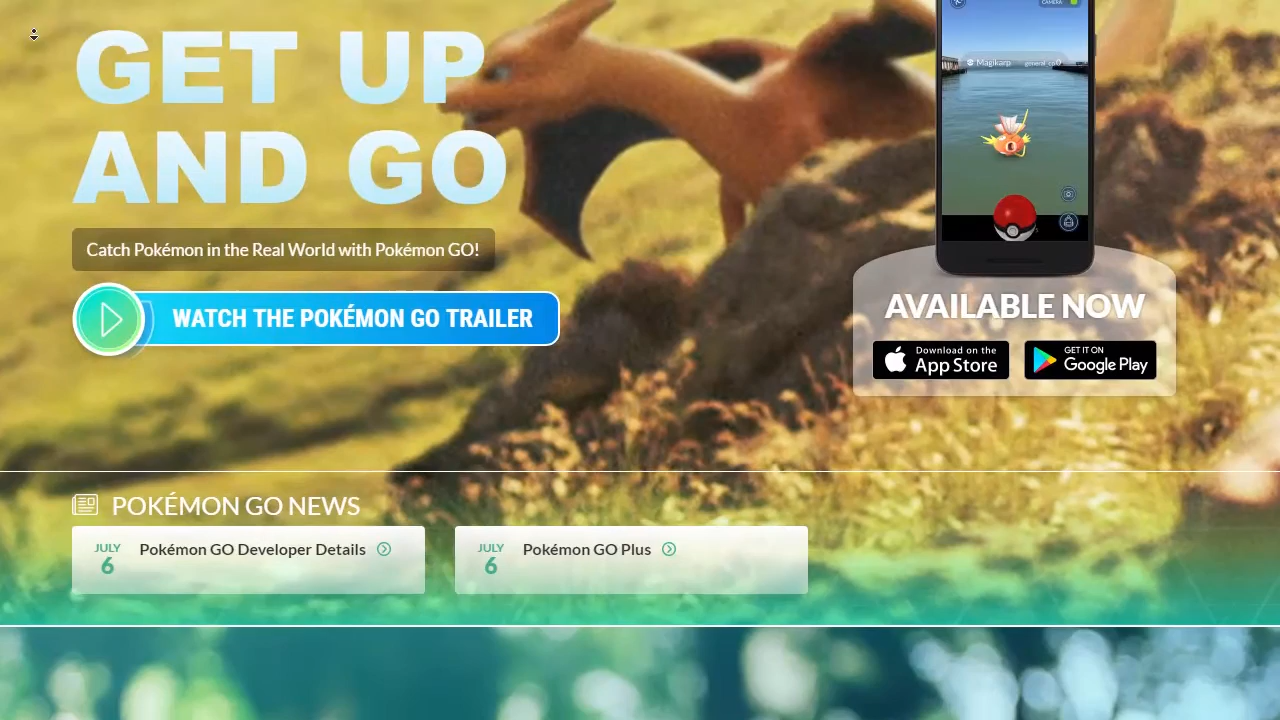 GET UP
AND GO
Catch Pokémon in the Real World with Pokémon GO!
WATCH THE POKÉMON GO TRAILER
CAMERA
Magikarp
AVAILABLE NOW
Download on the
App Store
GET IT ON
Google Play
POKÉMON GO NEWS
JULY
6
Pokémon GO Developer Details
JULY
6
Pokémon GO Plus